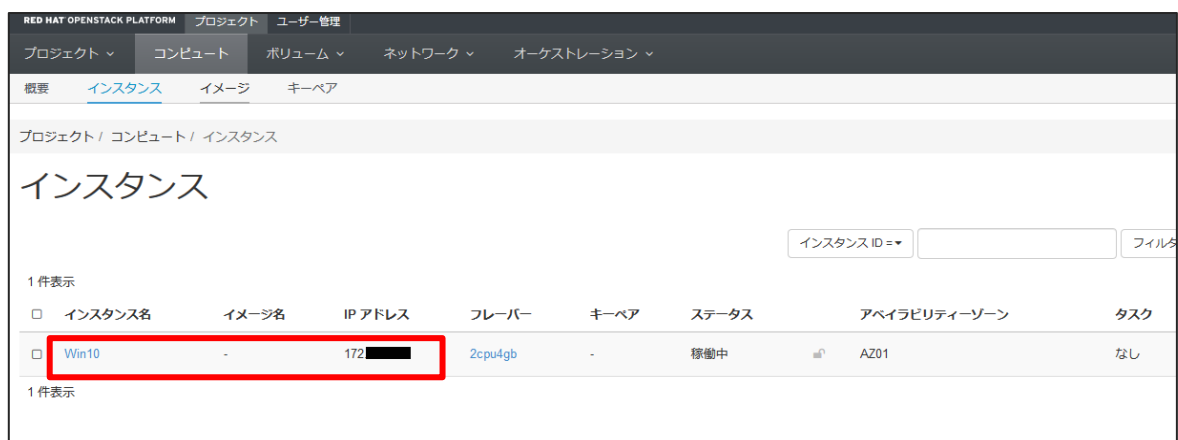 RED HAT OPENSTACK PLATFORM プロジェクト ユーザー管理
プロジェクト コンピュート ボリューム ネットワーク オーケストレーション
概要 インスタンス イメージ キーペア
プロジェクト / コンピュート / インスタンス
インスタンス
インスタンス ID = フィルタ
1 件表示
インスタンス名 イメージ名 IP アドレス フレーバー キーペア ステータス アベイラビリティーゾーン タスク
Win10 - 172. 2cpu4gb - 稼働中 AZ01 なし
1 件表示